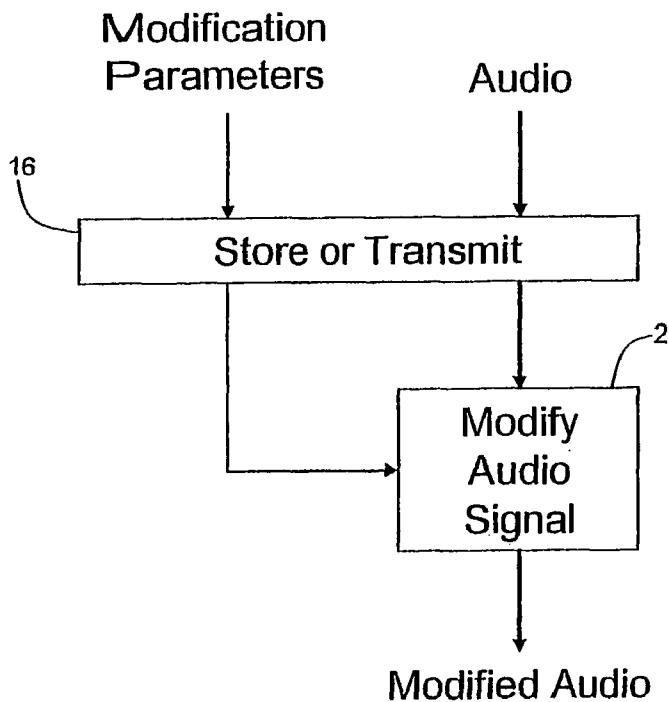 Modification
Parameters
Audio
16
Store or Transmit
2
Modify
Audio
Signal
Modified Audio